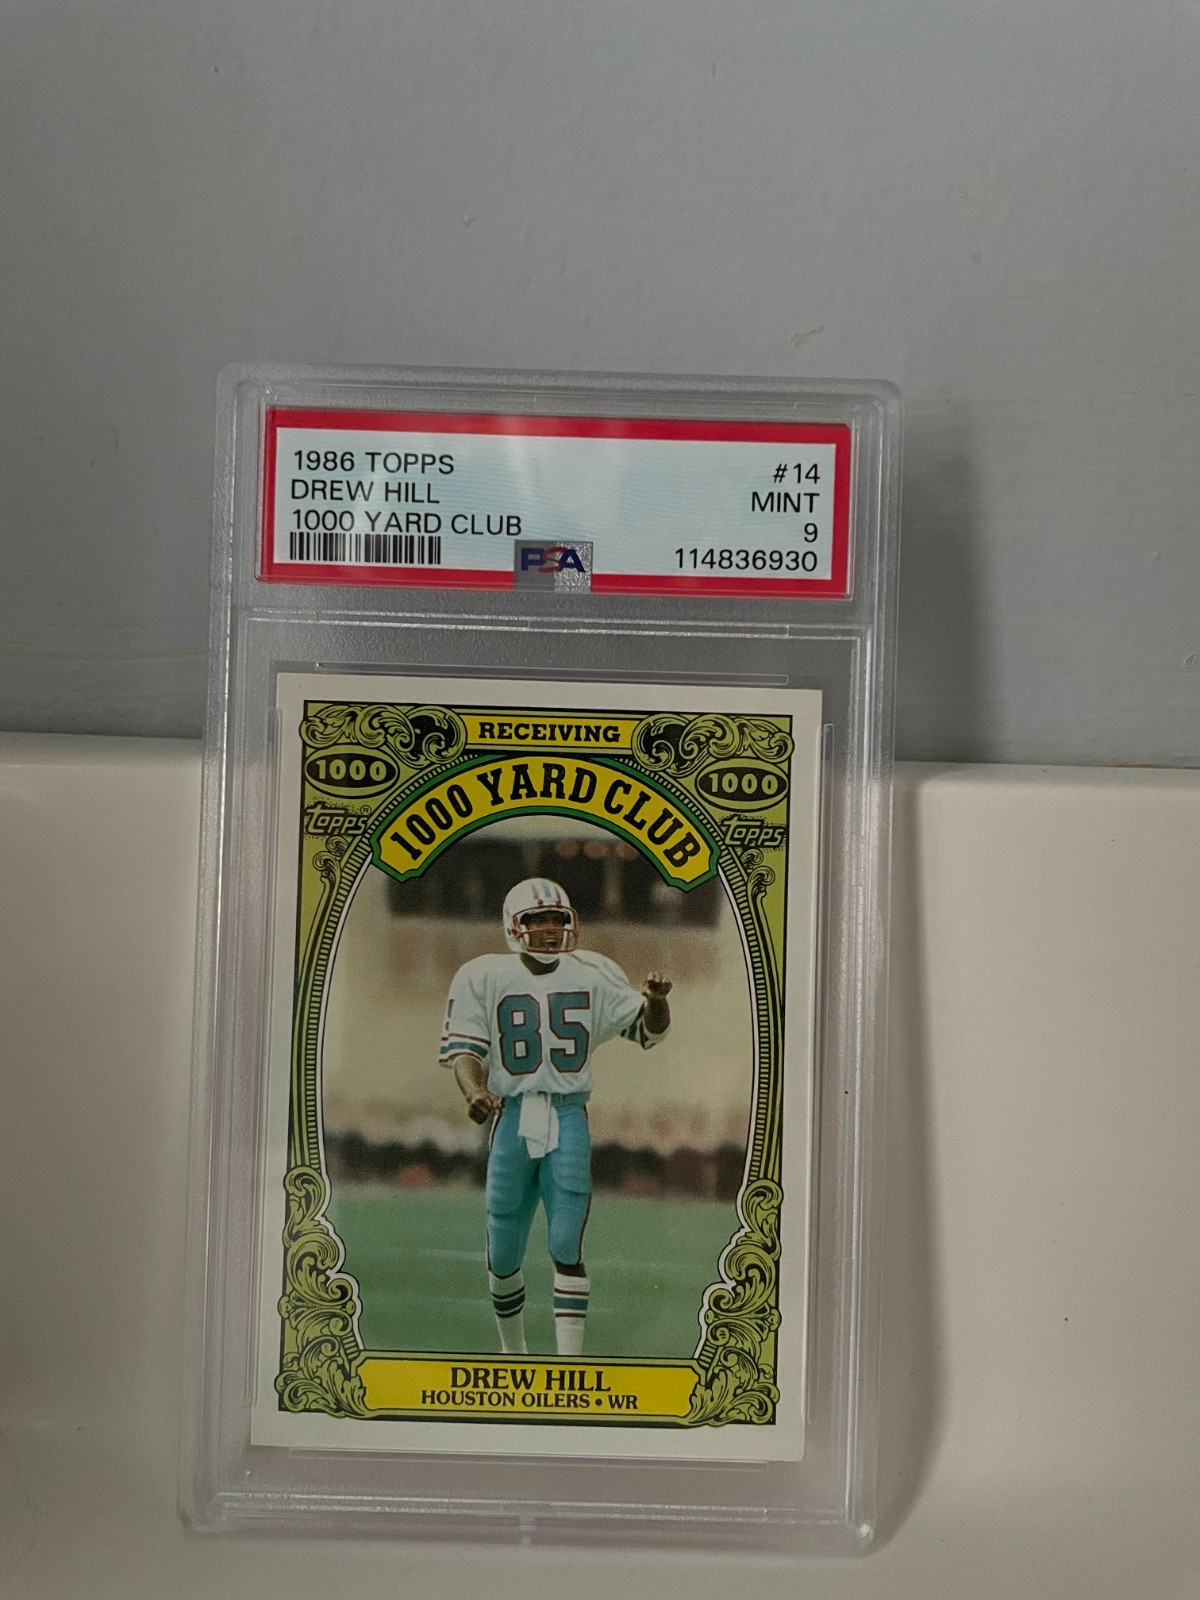 1986 TOPPS #14
DREW HILL MINT
1000 YARD CLUB 9
PSA 114836930
RECEIVING
1000 1000
1000 YARD CLUB
topps® topps
85
DREW HILL
HOUSTON OILERS • WR